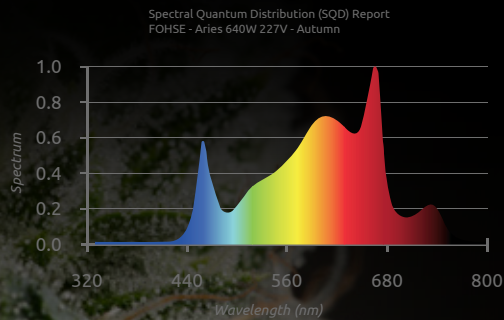 Spectral Quantum Distribution (SQD) Report
FOHSE - Aries 640W 227V - Autumn
Spectrum
1.0
0.8
0.6
0.4
0.2
0.0
320 440 560 680 800
Wavelength (nm)